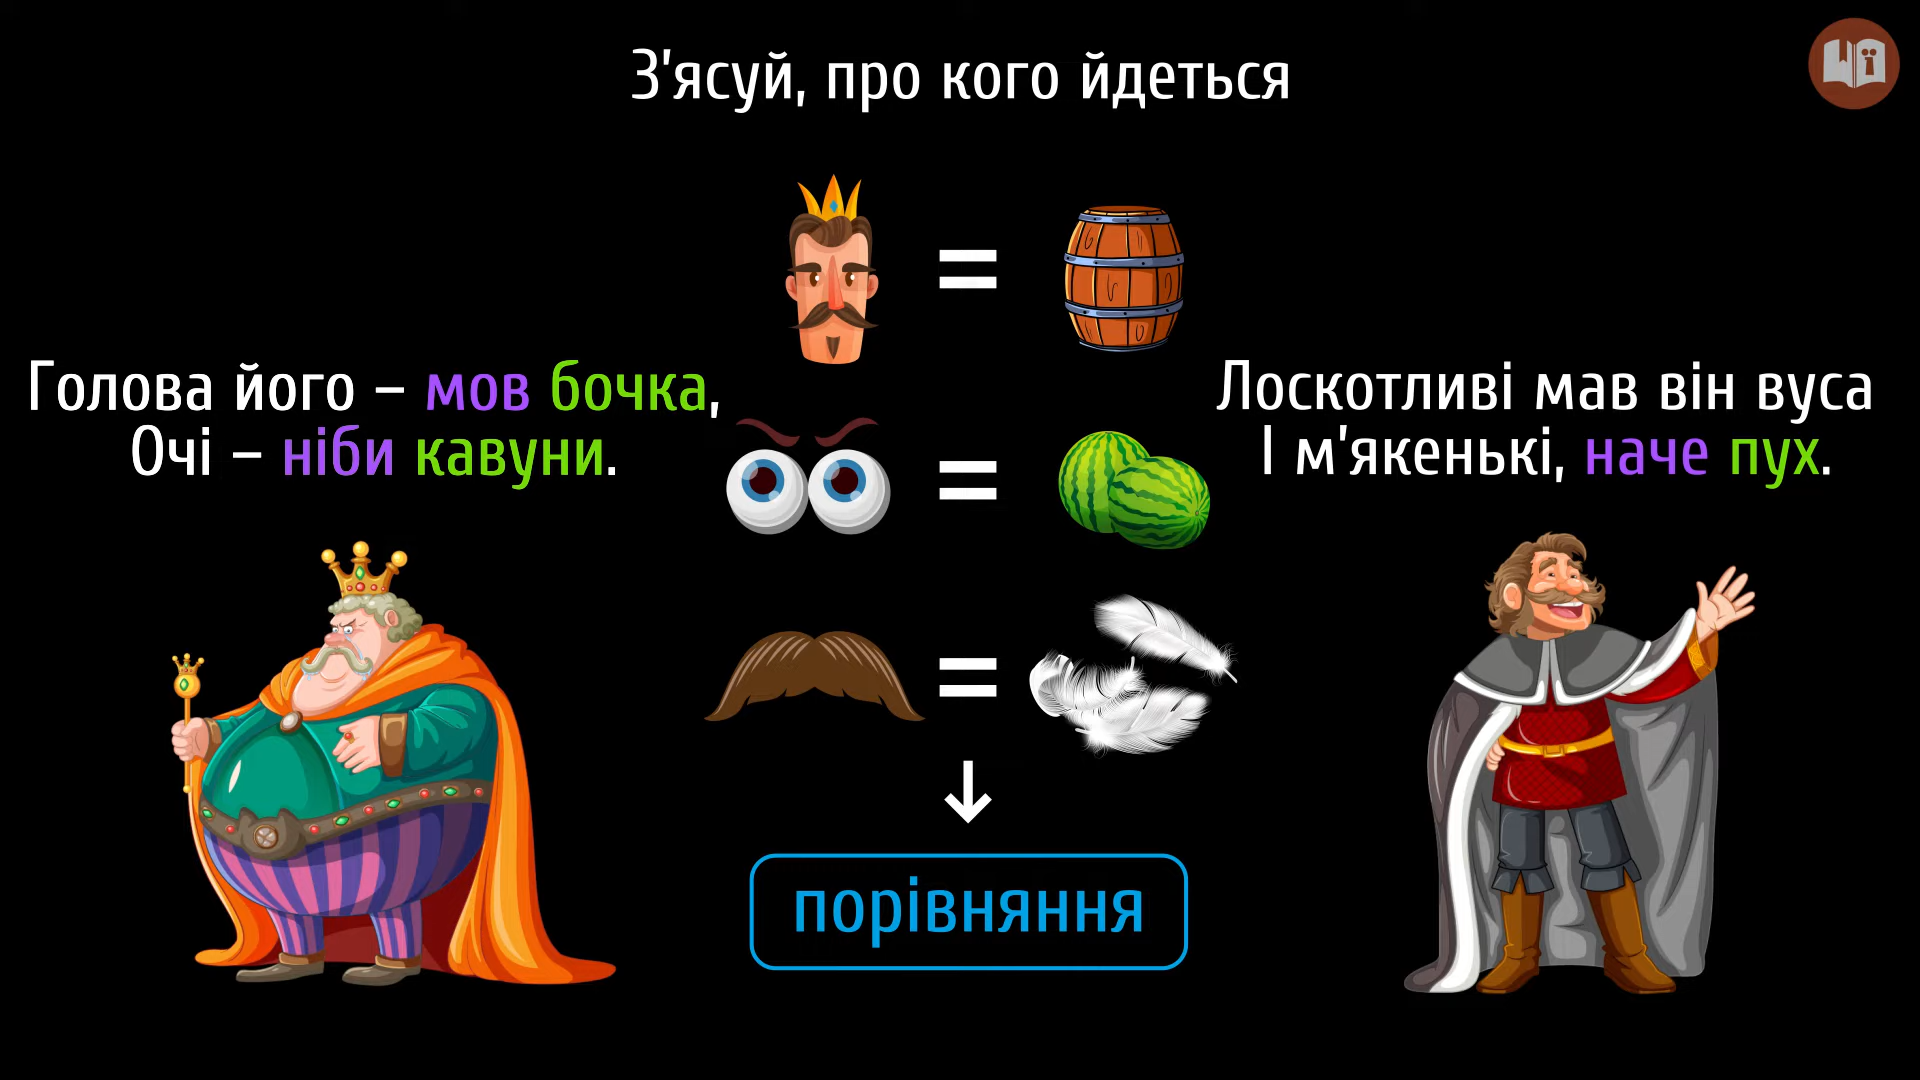 З'ясуй, про кого йдеться
Голова його – мов бочка,
Очі – ніби кавуни.
Лоскотливі мав він вуса
І м'якенькі, наче пух.
порівняння